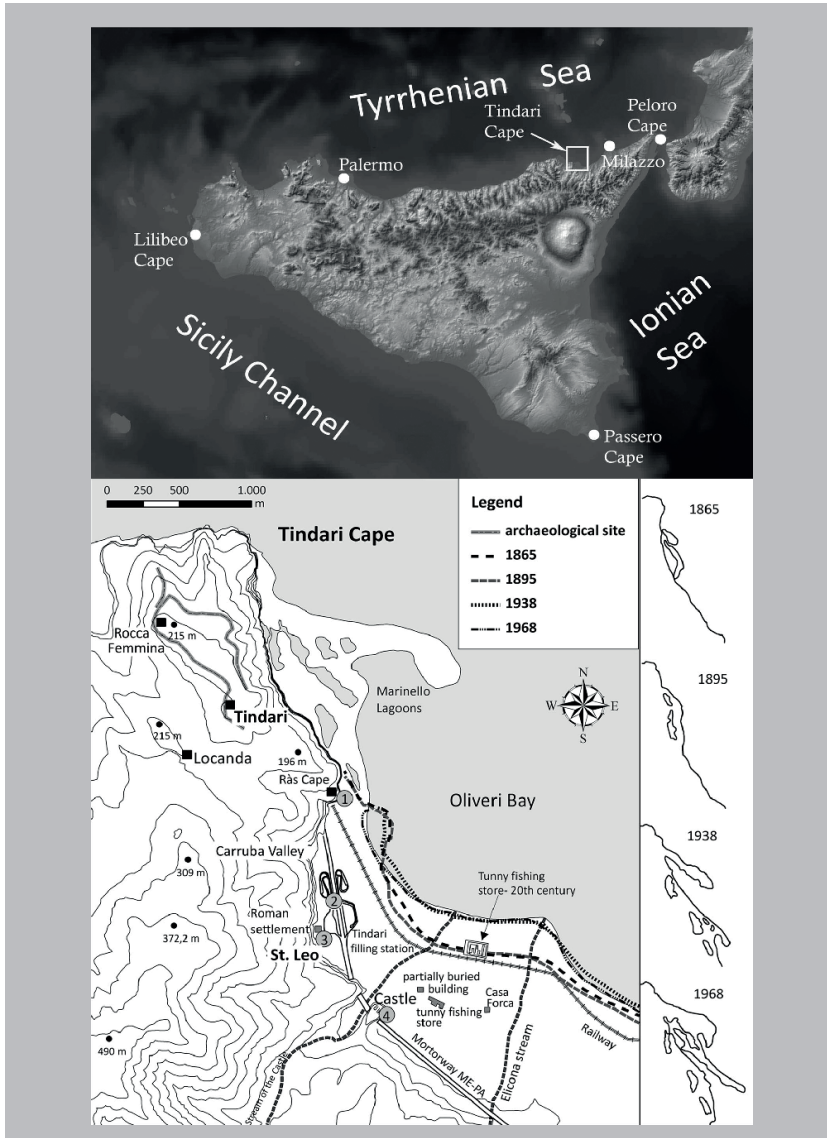 Tyrrhenian Sea
Tindari
Cape
Peloro
Cape
Milazzo
Palermo
Lilibeo
Cape
Ionian
Sea
Sicily Channel
Passero
Cape
0 250 500 1.000
m
Tindari Cape
Legend
archaeological site
1865
1895
1938
1968
1865
1895
1938
1968
Rocca
Femmina
215 m
Marinello
Lagoons
N
W E
S
Tindari
215 m
Locanda
196 m
Ràs Cape
1
Oliveri Bay
Carruba Valley
309 m
Tunny fishing
store- 20th century
2
Roman
settlement
372,2 m
3
Tindari
filling station
St. Leo
partially buried
building
Castle
Casa
Forca
4
tunny fishing
store
490 m
Railway
Mortorway ME-PA
Elicona stream
Stream of the Castle